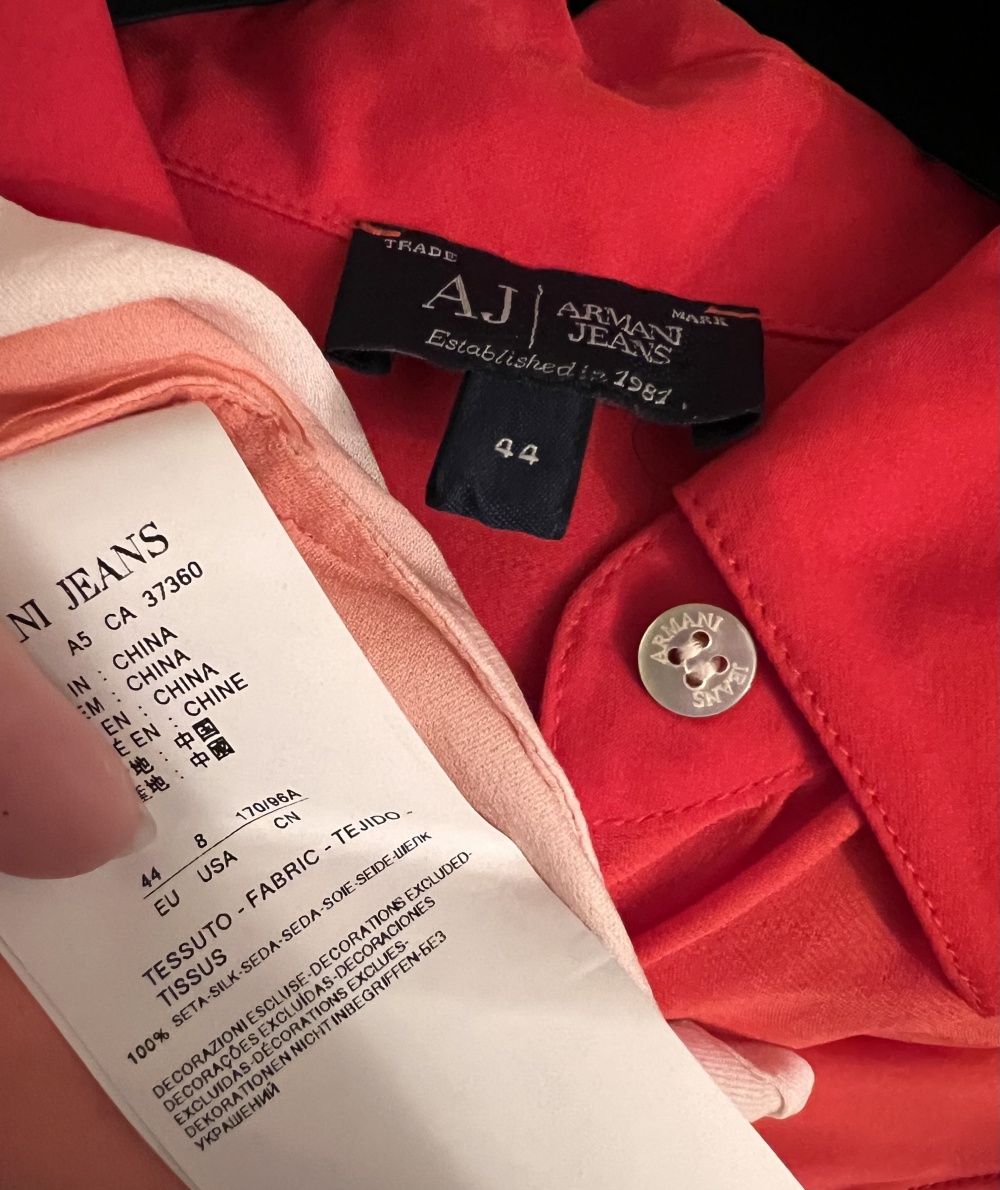 TRADE
AJ | ARMANI
JEANS
MARK
Established in 1981
44
ARMANI
JEANS
NI JEANS
A5 CA 37360
IN : CHINA
EM : CHINA
EN : CHINA
É EN : CHINE
地 : 中国
地 : 中國
44 8 170/96A
EU USA CN
TESSUTO - FABRIC - TEJIDO -
TISSUS
100% SETA-SILK-SEDA-SEDA-SOIE-SEIDE-ШЕЛК
DECORAZIONI ESCLUSE-DECORATIONS EXCLUDED-
DECORAÇÕES EXCLUÍDAS-DECORACIONES
EXCLUIDAS-DÉCORATIONS EXCLUES-
DEKORATIONEN NICHT INBEGRIFFEN-БЕЗ
УКРАШЕНИЙ